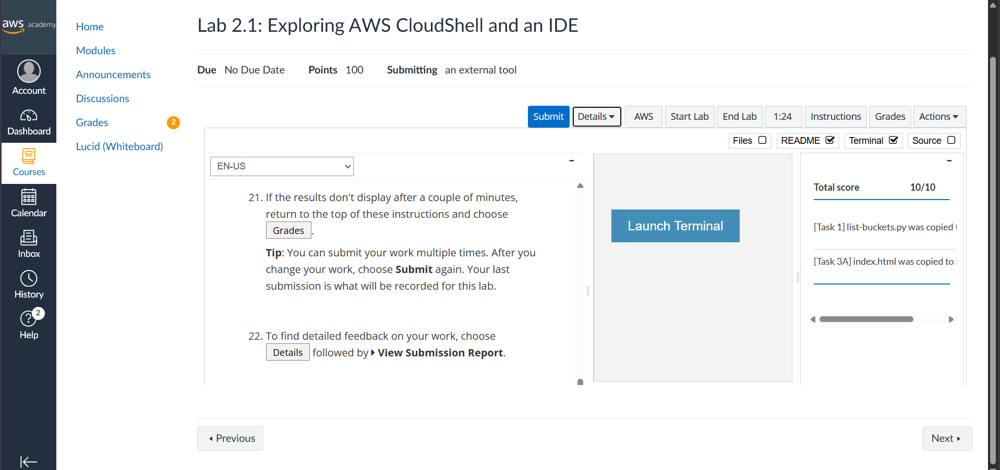 aws academy
Account
Dashboard
Courses
Calendar
Inbox
History
2
Help
Home
Modules
Announcements
Discussions
Grades 2
Lucid (Whiteboard)
Lab 2.1: Exploring AWS CloudShell and an IDE
Due No Due Date Points 100 Submitting an external tool
Submit Details AWS Start Lab End Lab 1:24 Instructions Grades Actions
Files README Terminal Source
EN-US
21. If the results don't display after a couple of minutes,
return to the top of these instructions and choose
Grades.
Tip: You can submit your work multiple times. After you
change your work, choose Submit again. Your last
submission is what will be recorded for this lab.
22. To find detailed feedback on your work, choose
Details followed by View Submission Report.
Launch Terminal
Total score 10/10
[Task 1] list-buckets.py was copied
[Task 3A] index.html was copied to
Previous
Next